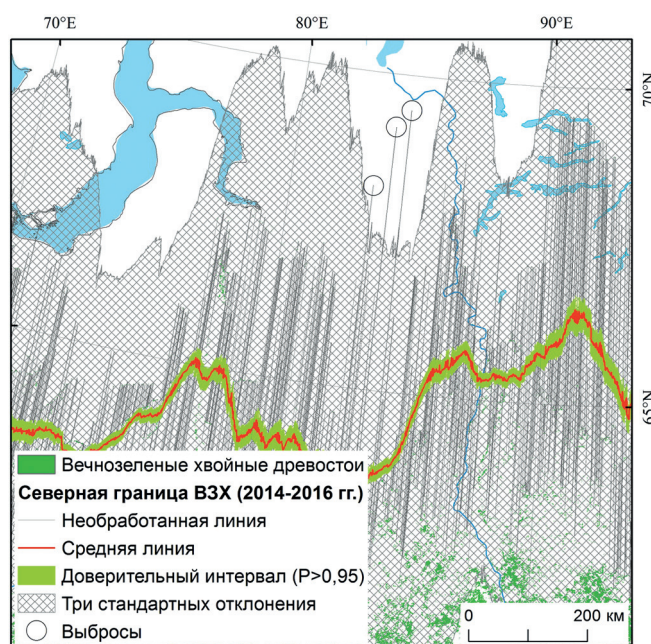 70°E 80°E 90°E
70°N
65°N
Вечнозеленые хвойные древостои
Северная граница ВЗХ (2014-2016 гг.)
Необработанная линия
Средняя линия
Доверительный интервал (P>0,95)
Три стандартных отклонения
Выбросы
0 200 км